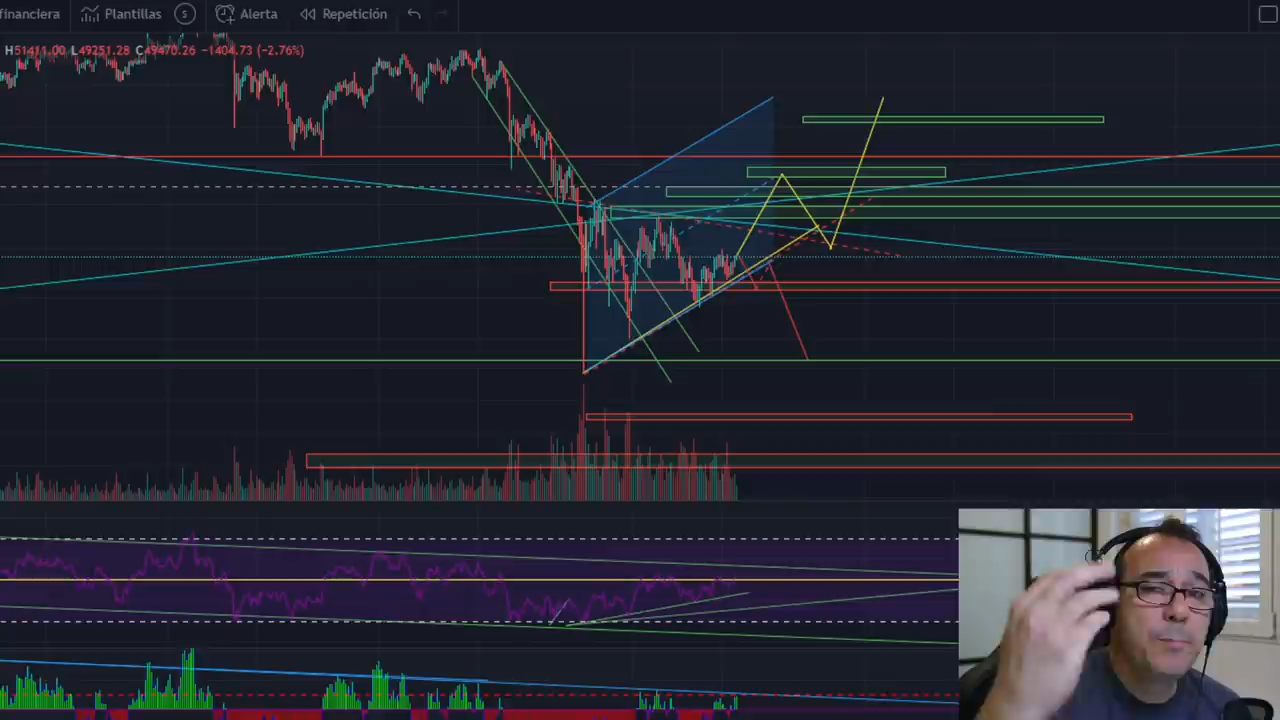 financiera Plantillas S Alerta Repetición
H51411.00 L49251.28 C49470.26 −1404.73 (−2.76%)